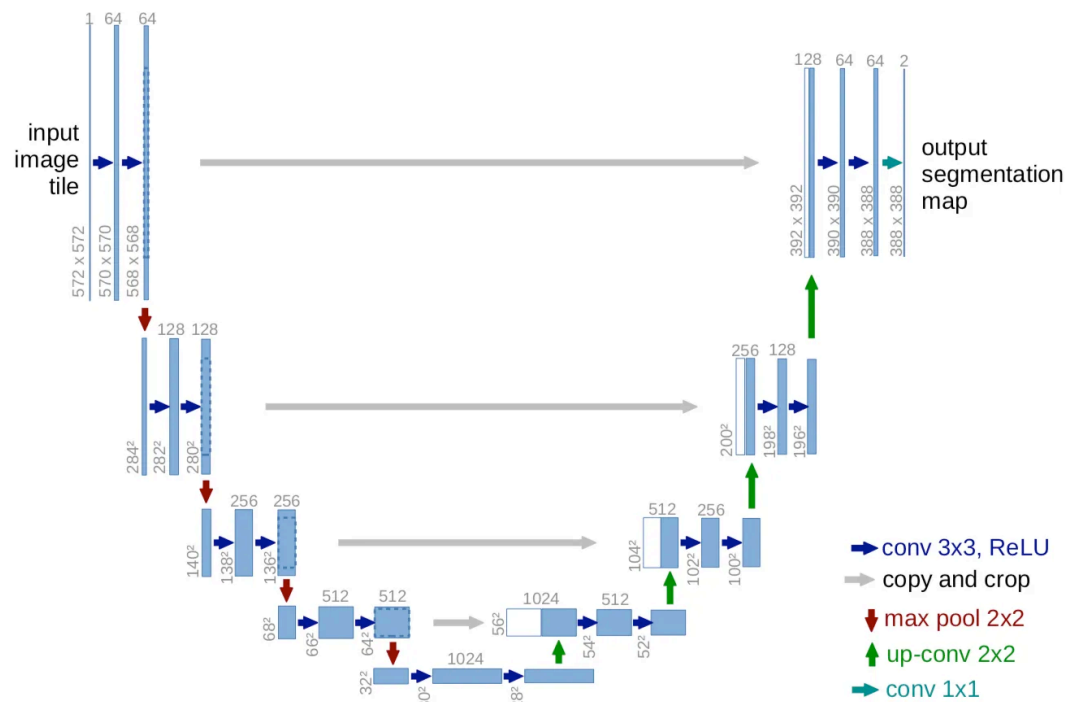 1 64 64
128 64 64 2
input
image
tile
output
segmentation
map
572 x 572
570 x 570
568 x 568
392 x 392
390 x 390
388 x 388
388 x 388
128 128
256 128
284²
282²
280²
200²
198²
196²
256 256
512 256
140²
138²
136²
104²
102²
100²
512 512
1024 512
68²
66²
64²
56²
54²
52²
1024
32²
conv 3x3, ReLU
copy and crop
max pool 2x2
up-conv 2x2
conv 1x1